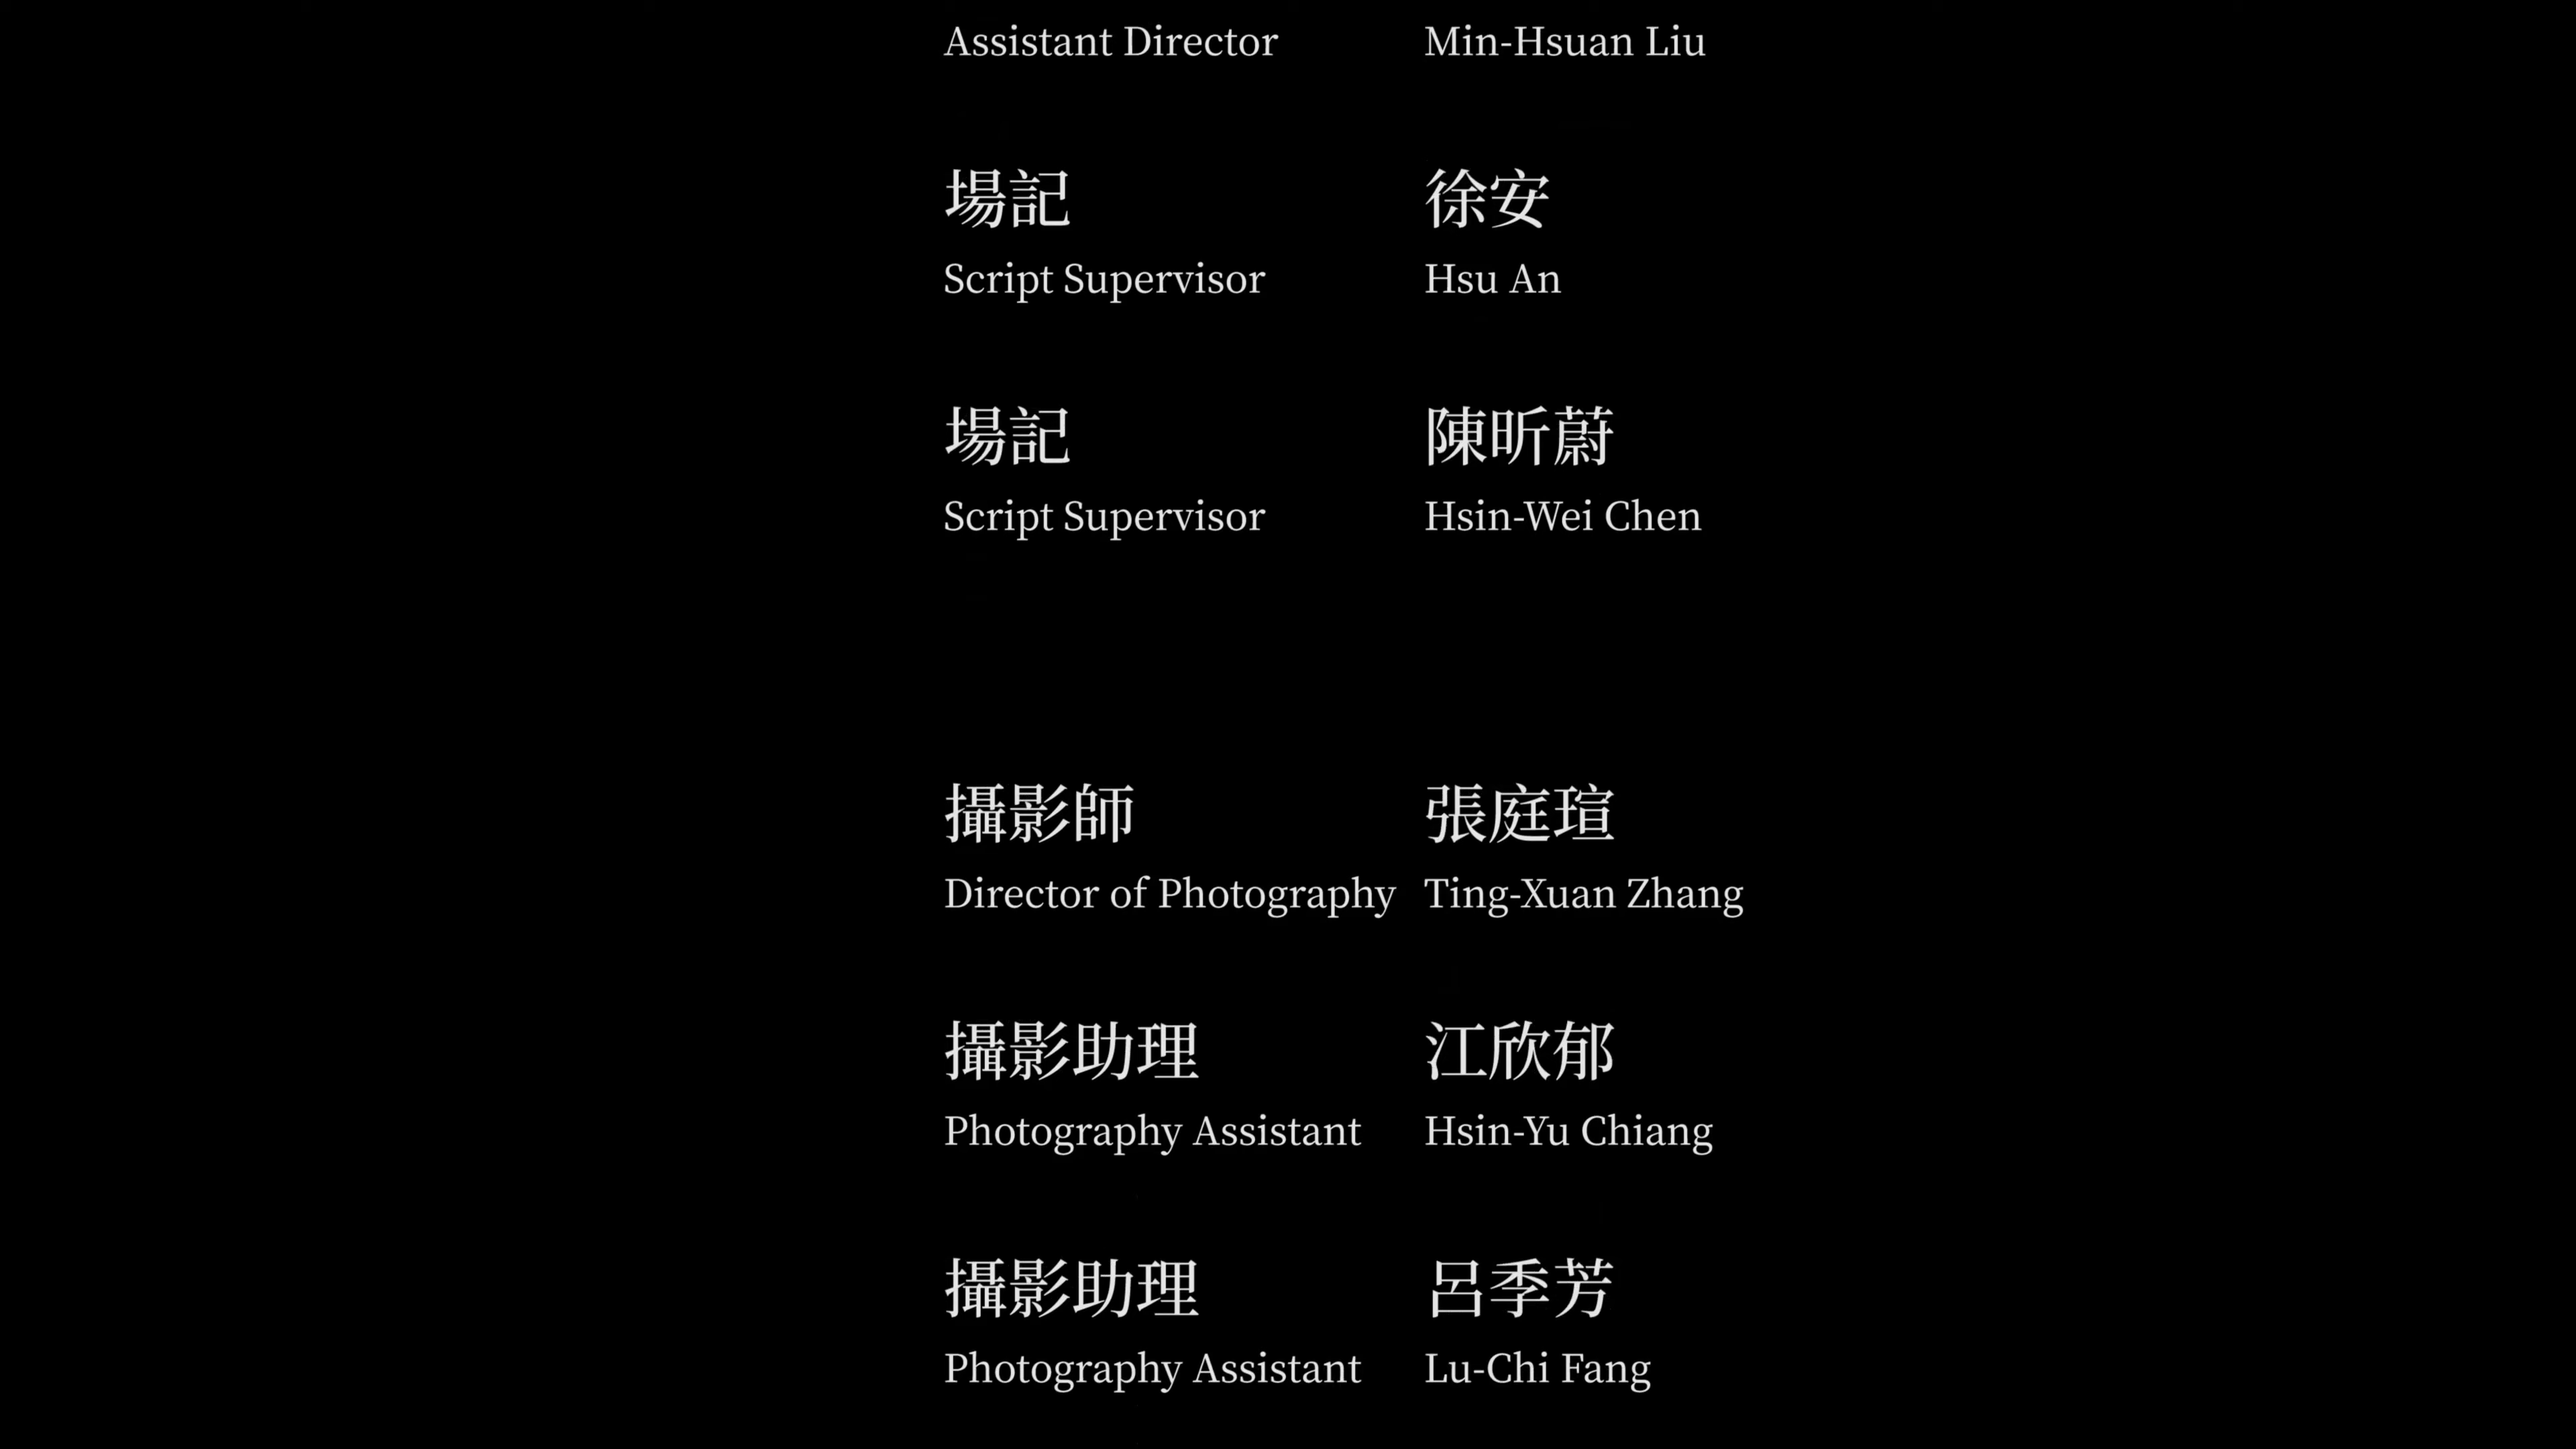 Assistant Director Min-Hsuan Liu
場記 徐安
Script Supervisor Hsu An
場記 陳昕蔚
Script Supervisor Hsin-Wei Chen
攝影師 張庭瑄
Director of Photography Ting-Xuan Zhang
攝影助理 江欣郁
Photography Assistant Hsin-Yu Chiang
攝影助理 呂季芳
Photography Assistant Lu-Chi Fang